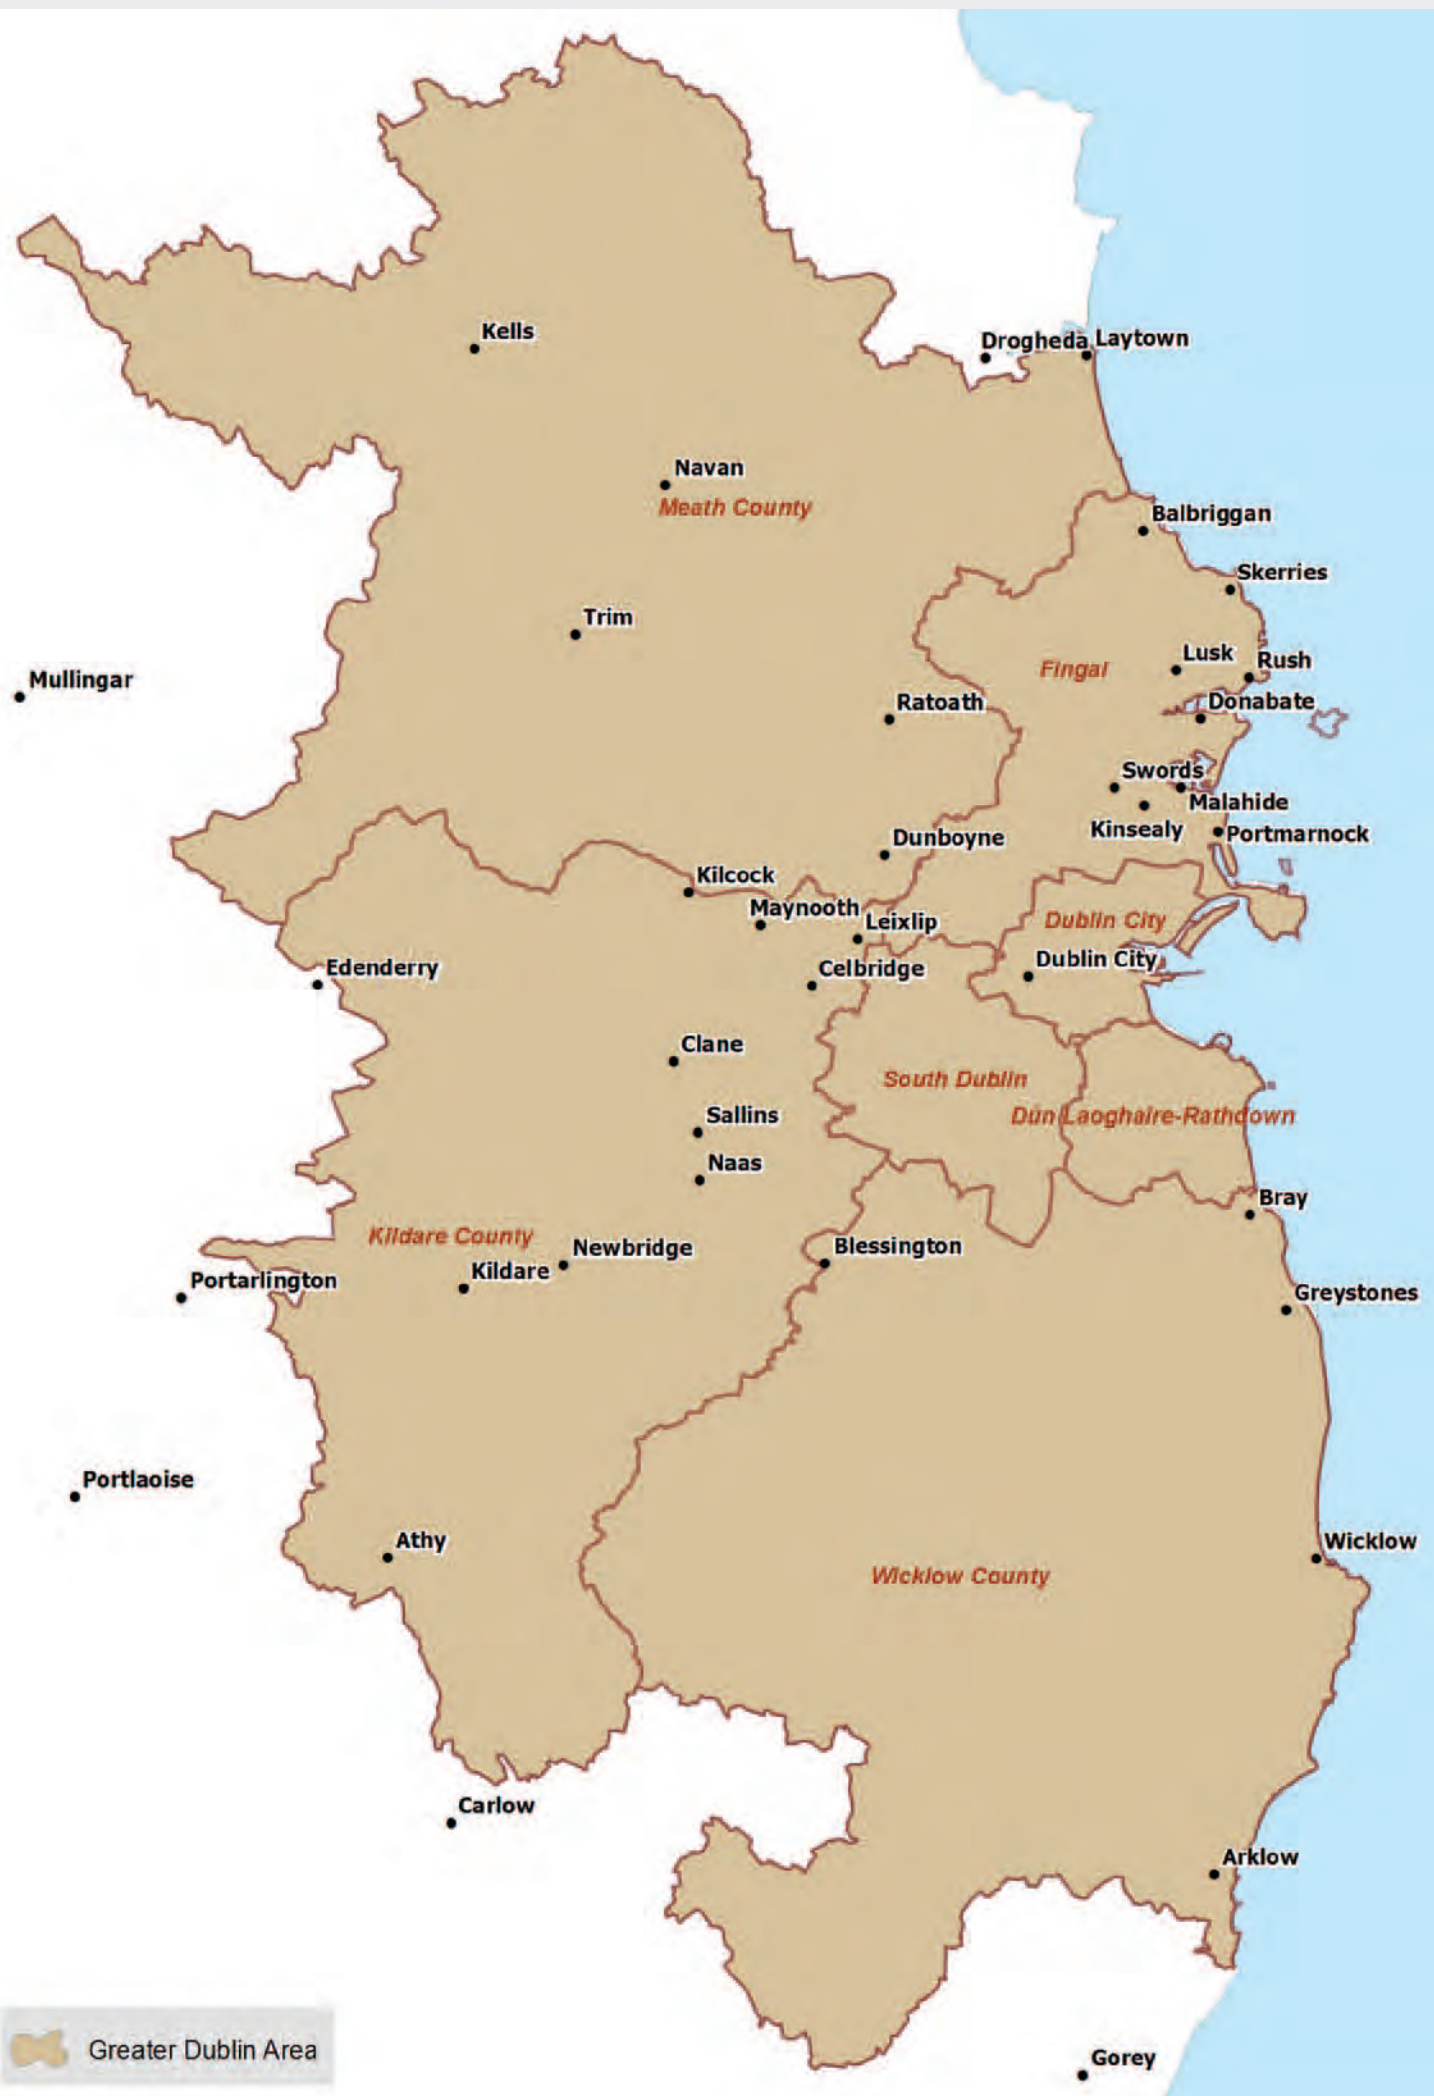 Kells
Drogheda
Laytown
Navan
Meath County
Balbriggan
Skerries
Trim
Lusk
Rush
Fingal
Mullingar
Ratoath
Donabate
Swords
Malahide
Kinsealy
Portmarnock
Dunboyne
Kilcock
Maynooth
Leixlip
Dublin City
Dublin City
Edenderry
Celbridge
Clane
South Dublin
Sallins
Dún Laoghaire-Rathdown
Naas
Bray
Kildare County
Newbridge
Blessington
Kildare
Portarlington
Greystones
Portlaoise
Athy
Wicklow
Wicklow County
Carlow
Arklow
Greater Dublin Area
Gorey